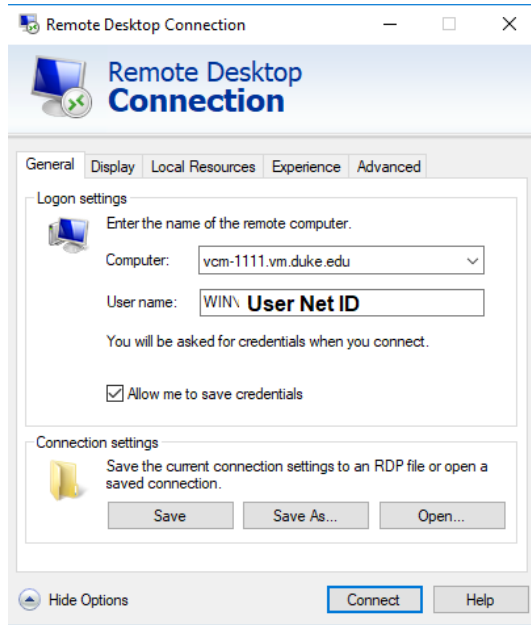 Remote Desktop Connection
Remote Desktop
Connection
General Display Local Resources Experience Advanced
Logon settings
Enter the name of the remote computer.
Computer: vcm-1111.vm.duke.edu
User name: WIN\ User Net ID
You will be asked for credentials when you connect.
Allow me to save credentials
Connection settings
Save the current connection settings to an RDP file or open a
saved connection.
Save Save As... Open...
Hide Options Connect Help